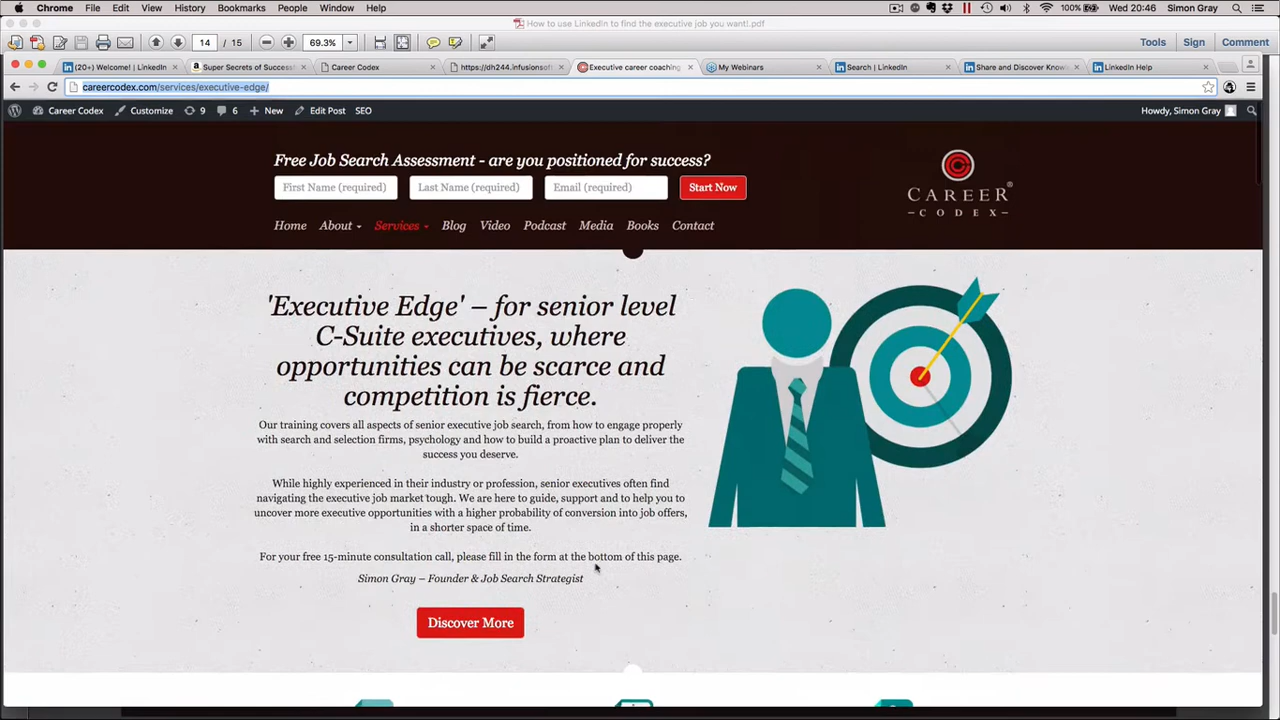 Chrome File Edit View History Bookmarks People Window Help 100% Wed 20:46 Simon Gray
How to use LinkedIn to find the executive job you want!.pdf
14 / 15 69.3% Tools Sign Comment
(20+) Welcome! | LinkedIn Super Secrets of Success Career Codex https://dh244.infusionsof Executive career coaching My Webinars Search | LinkedIn Share and Discover Know LinkedIn Help
careercodex.com/services/executive-edge/
Career Codex Customize 9 6 + New Edit Post SEO Howdy, Simon Gray
Free Job Search Assessment - are you positioned for success?
First Name (required) Last Name (required) Email (required) Start Now
CAREER®
- CODEX -
Home About Services Blog Video Podcast Media Books Contact
'Executive Edge' – for senior level
C-Suite executives, where
opportunities can be scarce and
competition is fierce.
Our training covers all aspects of senior executive job search, from how to engage properly
with search and selection firms, psychology and how to build a proactive plan to deliver the
success you deserve.
While highly experienced in their industry or profession, senior executives often find
navigating the executive job market tough. We are here to guide, support and to help you to
uncover more executive opportunities with a higher probability of conversion into job offers,
in a shorter space of time.
For your free 15-minute consultation call, please fill in the form at the bottom of this page.
Simon Gray – Founder & Job Search Strategist
Discover More